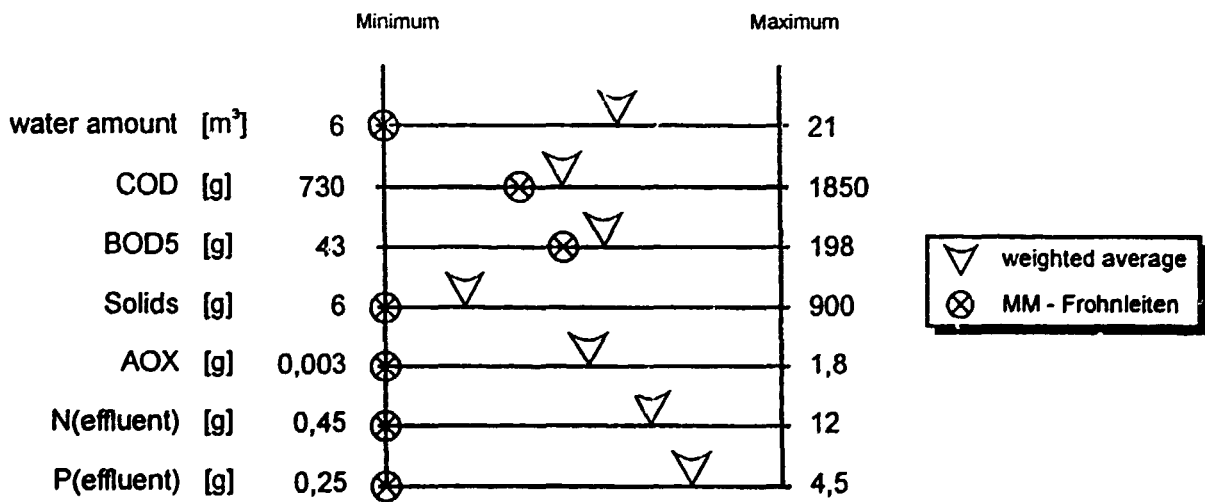 Minimum Maximum
water amount [m³] 6 21
COD [g] 730 1850
BOD5 [g] 43 198
Solids [g] 6 900
AOX [g] 0,003 1,8
N(effluent) [g] 0,45 12
P(effluent) [g] 0,25 4,5
weighted average
MM - Frohnleiten